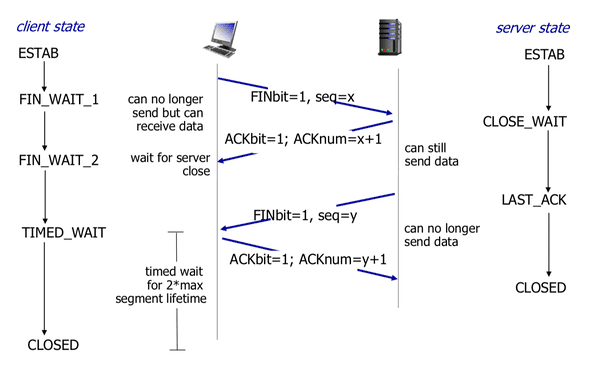 client state
server state
ESTAB
ESTAB
FIN_WAIT_1
can no longer
send but can
receive data
FINbit=1, seq=x
CLOSE_WAIT
ACKbit=1; ACKnum=x+1
FIN_WAIT_2
wait for server
close
can still
send data
LAST_ACK
FINbit=1, seq=y
TIMED_WAIT
can no longer
send data
ACKbit=1; ACKnum=y+1
timed wait
for 2*max
segment lifetime
CLOSED
CLOSED